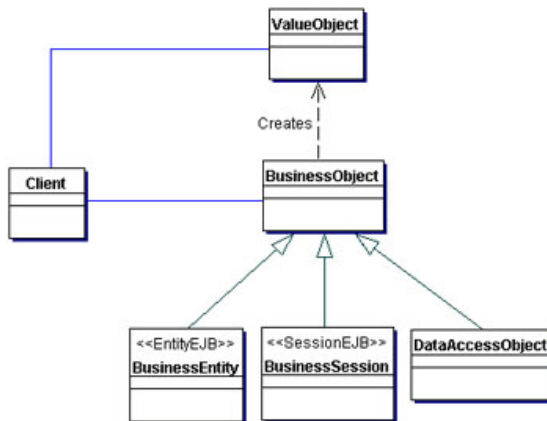 ValueObject
Creates
Client
BusinessObject
<<EntityEJB>>
BusinessEntity
<<SessionEJB>>
BusinessSession
DataAccessObject